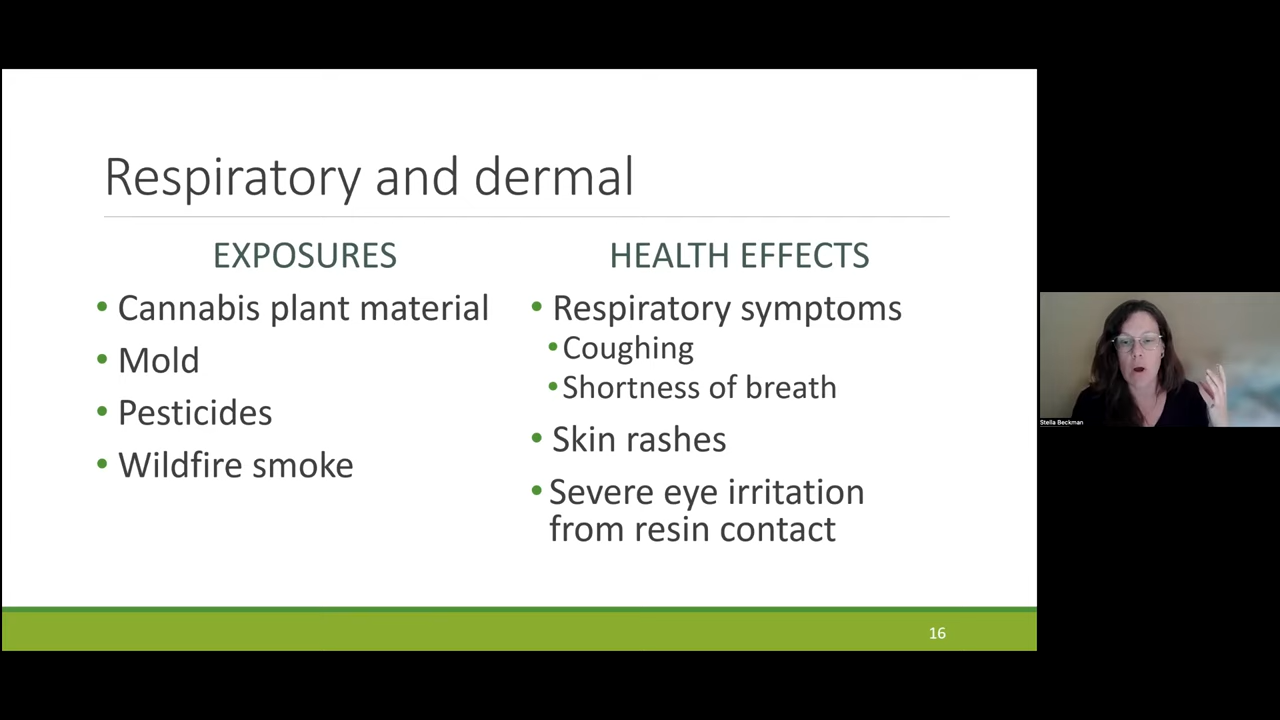 Respiratory and dermal
EXPOSURES
• Cannabis plant material
• Mold
• Pesticides
• Wildfire smoke
HEALTH EFFECTS
• Respiratory symptoms
• Coughing
• Shortness of breath
• Skin rashes
• Severe eye irritation
from resin contact
16
Stella Beckman